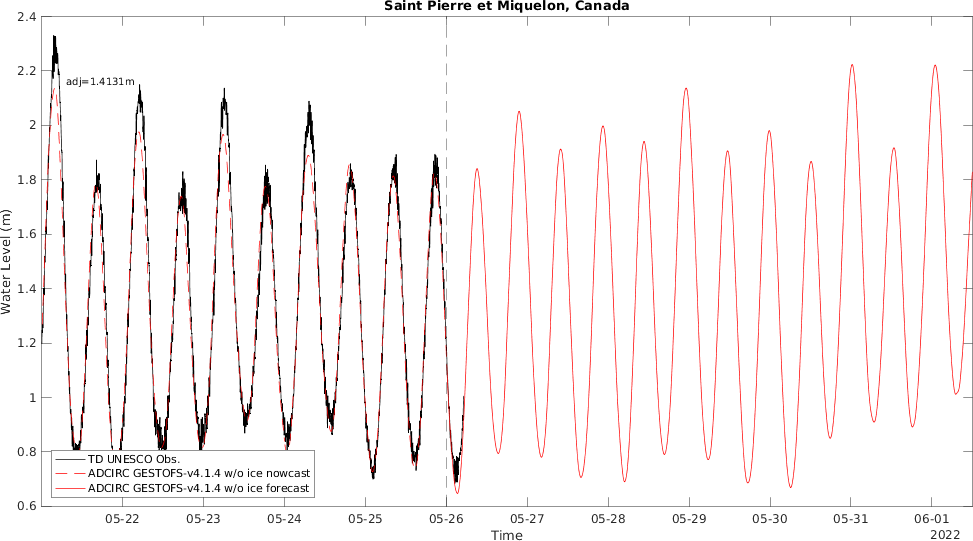 Saint Pierre et Miquelon, Canada
2.4
2.2
2
1.8
1.6
1.4
1.2
1
0.8
0.6
Water Level (m)
adj=1.4131m
TD UNESCO Obs.
ADCIRC GESTOFS-v4.1.4 w/o ice nowcast
ADCIRC GESTOFS-v4.1.4 w/o ice forecast
05-22 05-23 05-24 05-25 05-26 05-27 05-28 05-29 05-30 05-31 06-01
2022
Time